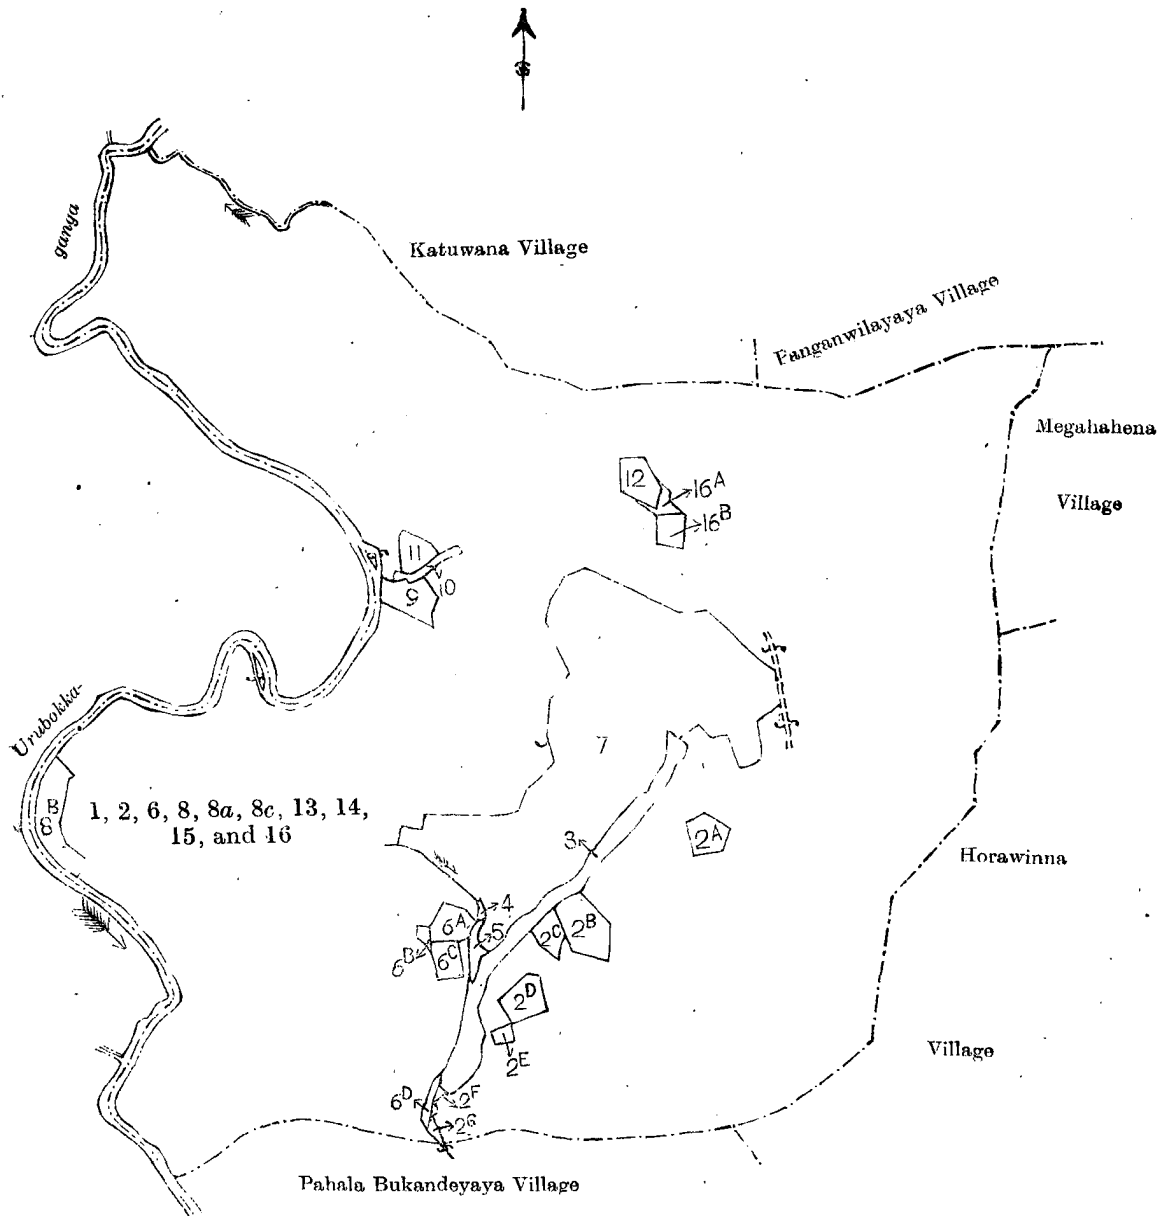 ganga
Katuwana Village
Panganwilayaya Village
Megahahena
Village
12
16A
16B
11
10
9
Urubokka-
7
8B
1, 2, 6, 8, 8a, 8c, 13, 14,
15, and 16
3
2A
Horawinna
4
6A
5
2C
2B
6B
6C
2D
Village
2E
6D
2F
2G
Pahala Bukandeyaya Village